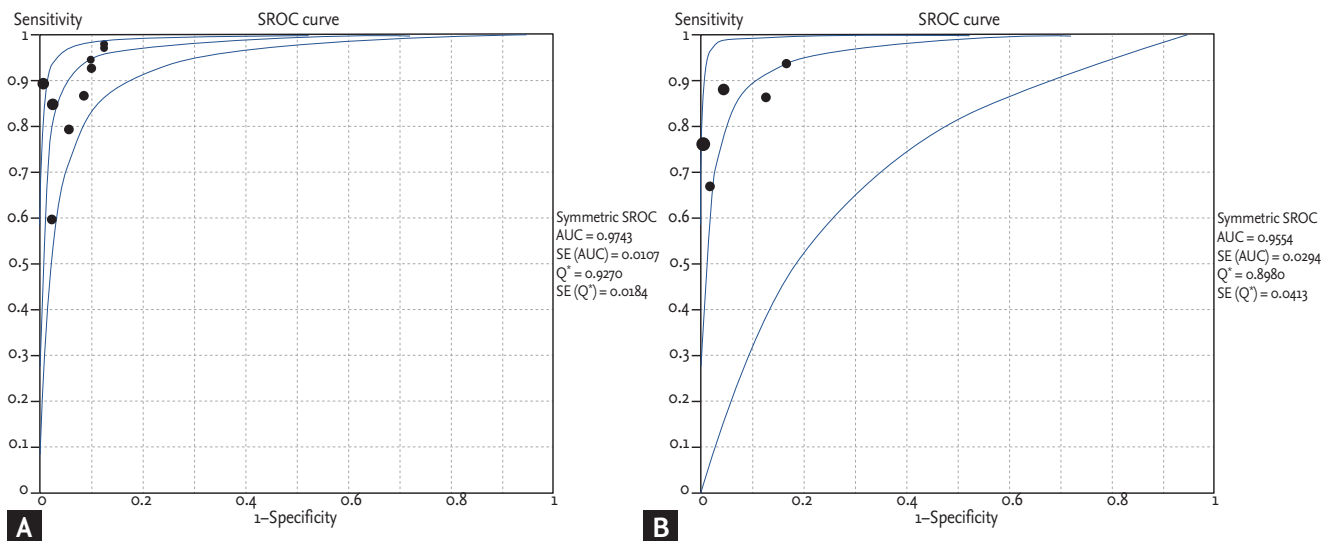 Sensitivity
SROC curve
1
0.9
0.8
0.7
0.6
0.5
0.4
0.3
0.2
0.1
0
0 0.2 0.4 0.6 0.8 1
1–Specificity
Symmetric SROC
AUC = 0.9743
SE (AUC) = 0.0107
Q* = 0.9270
SE (Q*) = 0.0184
A
Sensitivity
SROC curve
1
0.9
0.8
0.7
0.6
0.5
0.4
0.3
0.2
0.1
0
0 0.2 0.4 0.6 0.8 1
1–Specificity
Symmetric SROC
AUC = 0.9554
SE (AUC) = 0.0294
Q* = 0.8980
SE (Q*) = 0.0413
B